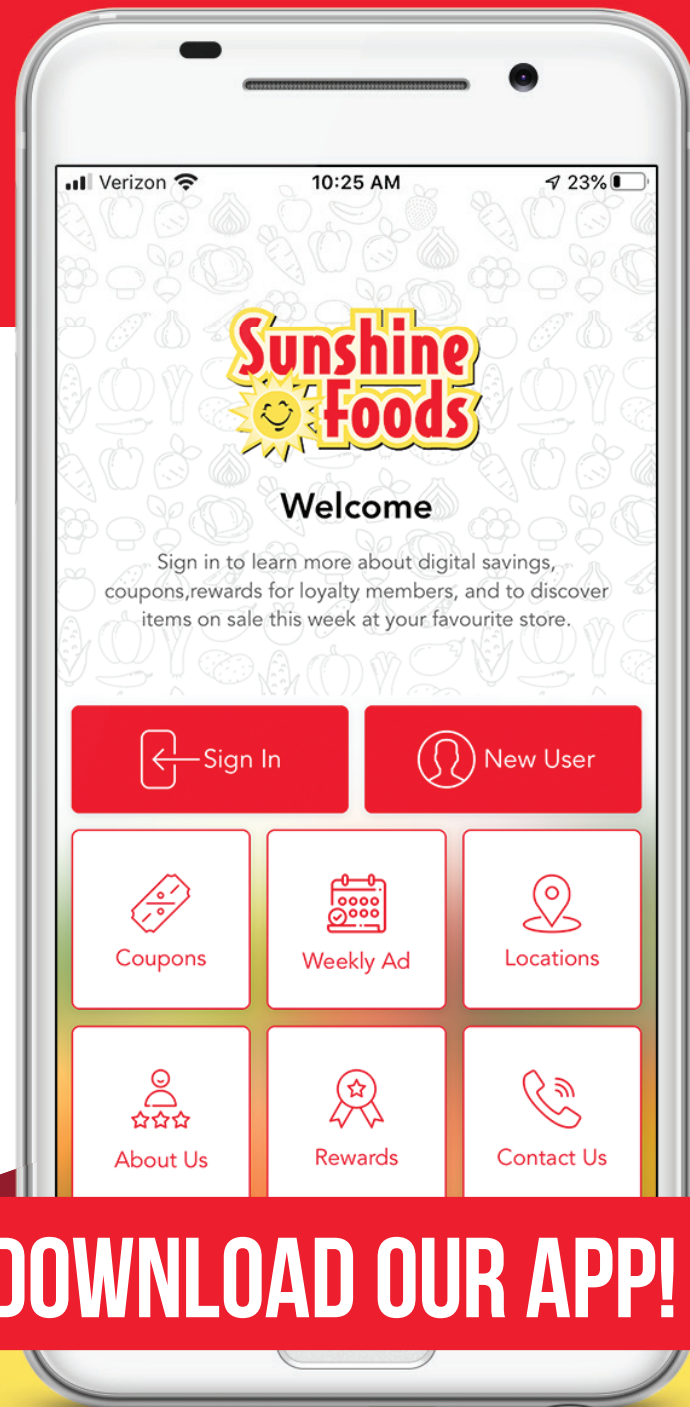 Verizon 10:25 AM 23%
Sunshine
Foods
Welcome
Sign in to learn more about digital savings,
coupons,rewards for loyalty members, and to discover
items on sale this week at your favourite store.
Sign In New User
Coupons Weekly Ad Locations
About Us Rewards Contact Us
DOWNLOAD OUR APP!